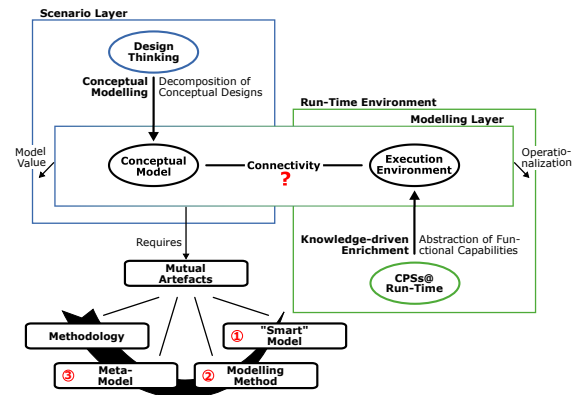 Scenario Layer
Design
Thinking
Conceptual
Modelling
Decomposition of
Conceptual Designs
Run-Time Environment
Modelling Layer
Model
Value
Conceptual
Model
Connectivity
?
Execution
Environment
Operatio-
nalization
Requires
Knowledge-driven
Enrichment
Abstraction of Fun-
ctional Capabilities
Mutual
Artefacts
CPSs@
Run-Time
Methodology
① "Smart"
Model
③ Meta-
Model
② Modelling
Method